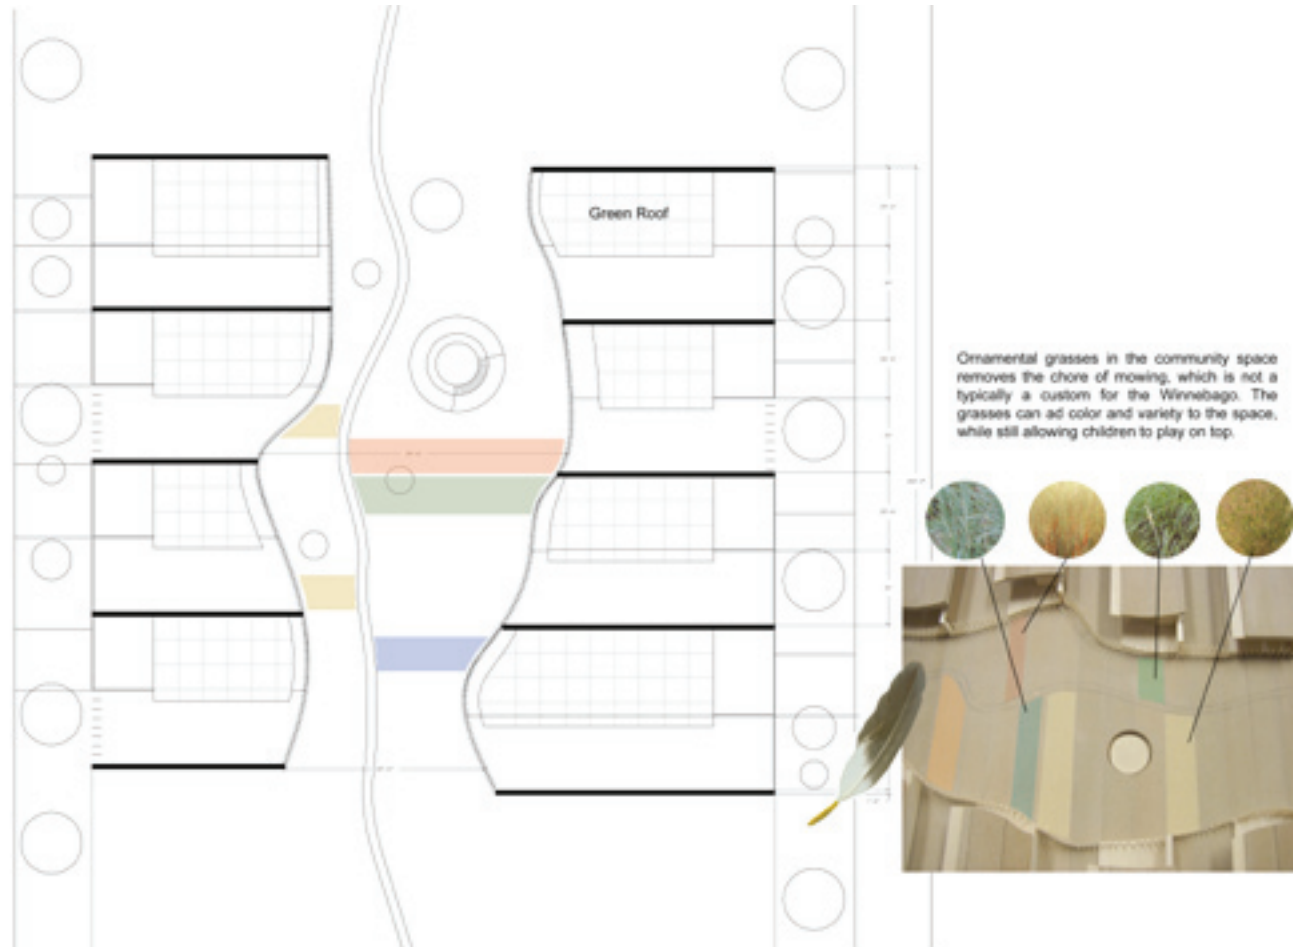 Green Roof
Ornamental grasses in the community space
removes the chore of mowing, which is not a
typically a custom for the Winnebago. The
grasses can ad color and variety to the space,
while still allowing children to play on top.